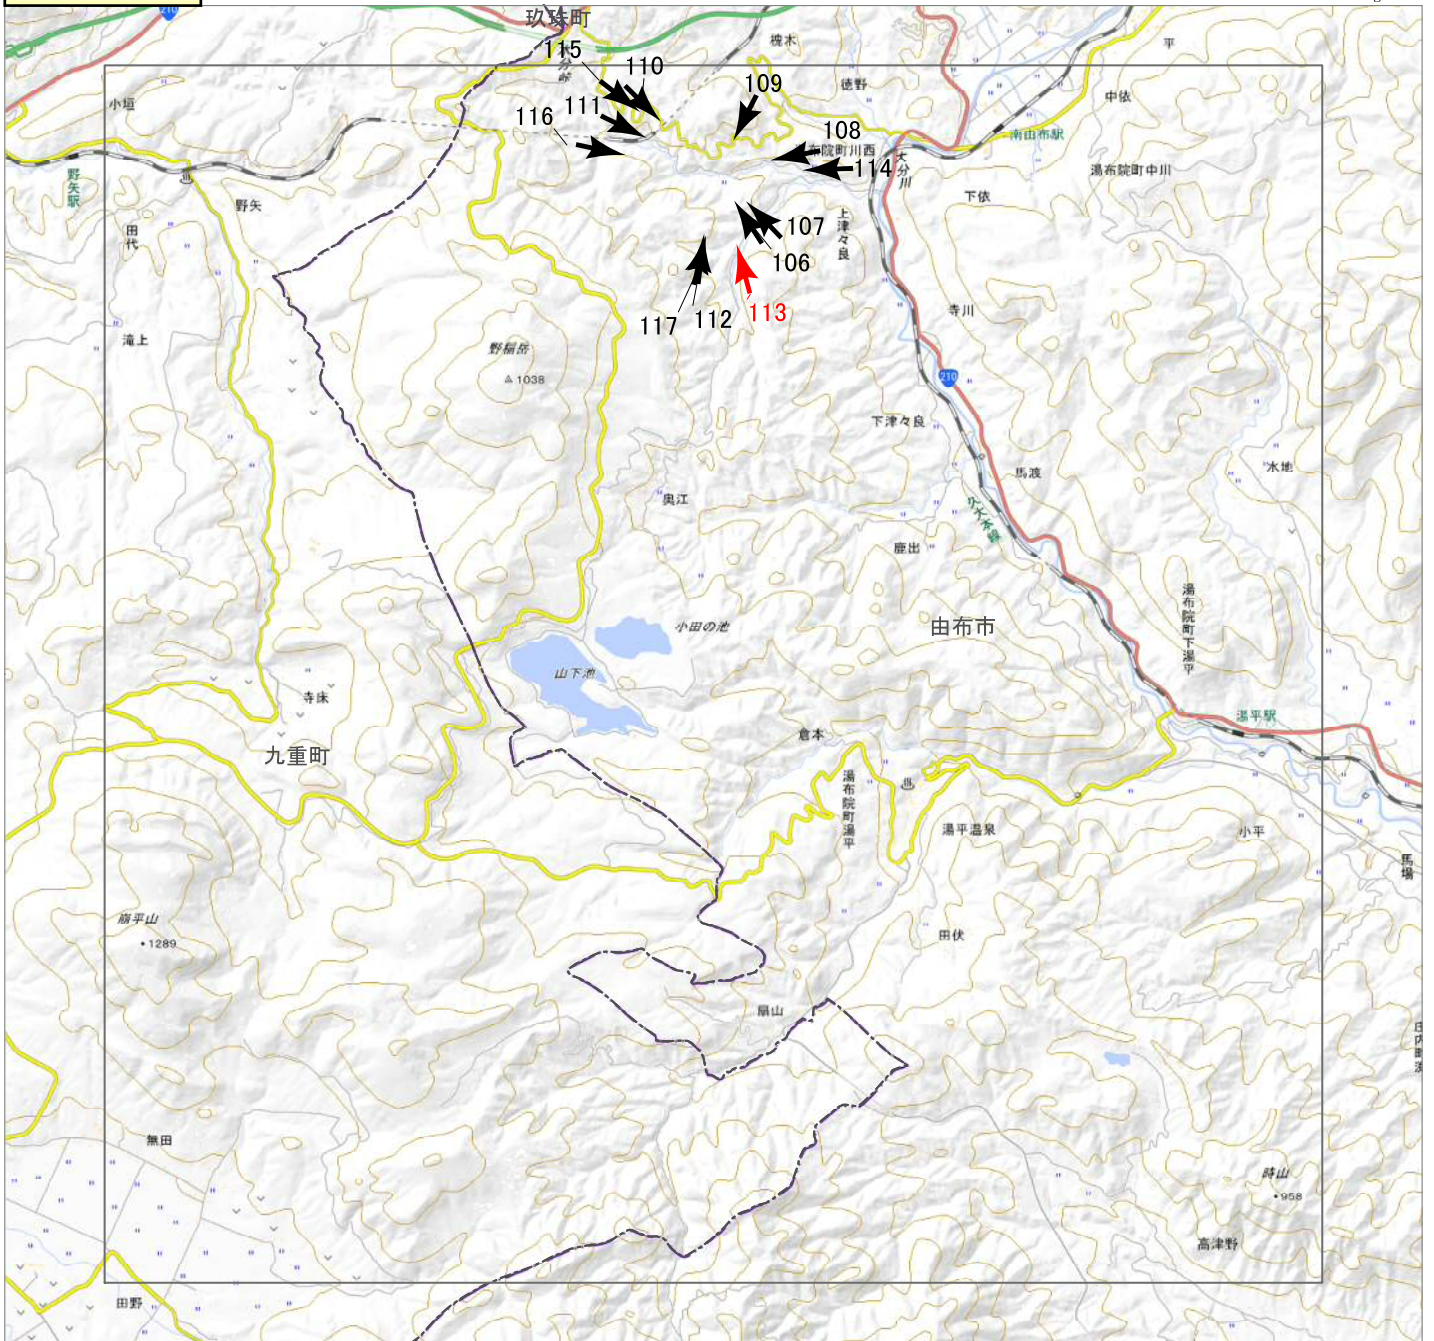 210
玖珠町
槐木
平
115
110
109
徳野
小垣
中依
111
116
108
南由布駅
布院町川西
大分川
114
湯布院町中川
野矢駅
野矢
下依
田代
上津々良
107
106
117
112
113
寺川
滝上
野稲岳
1038
210
下津々良
馬渡
水地
奥江
久大本線
鹿出
湯布院町下湯平
小田の池
由布市
山下池
寺床
湯平駅
倉本
九重町
湯布院町湯平
湯平温泉
小平
馬場
崩平山
1289
田伏
扇山
無田
時山
958
高津野
田野